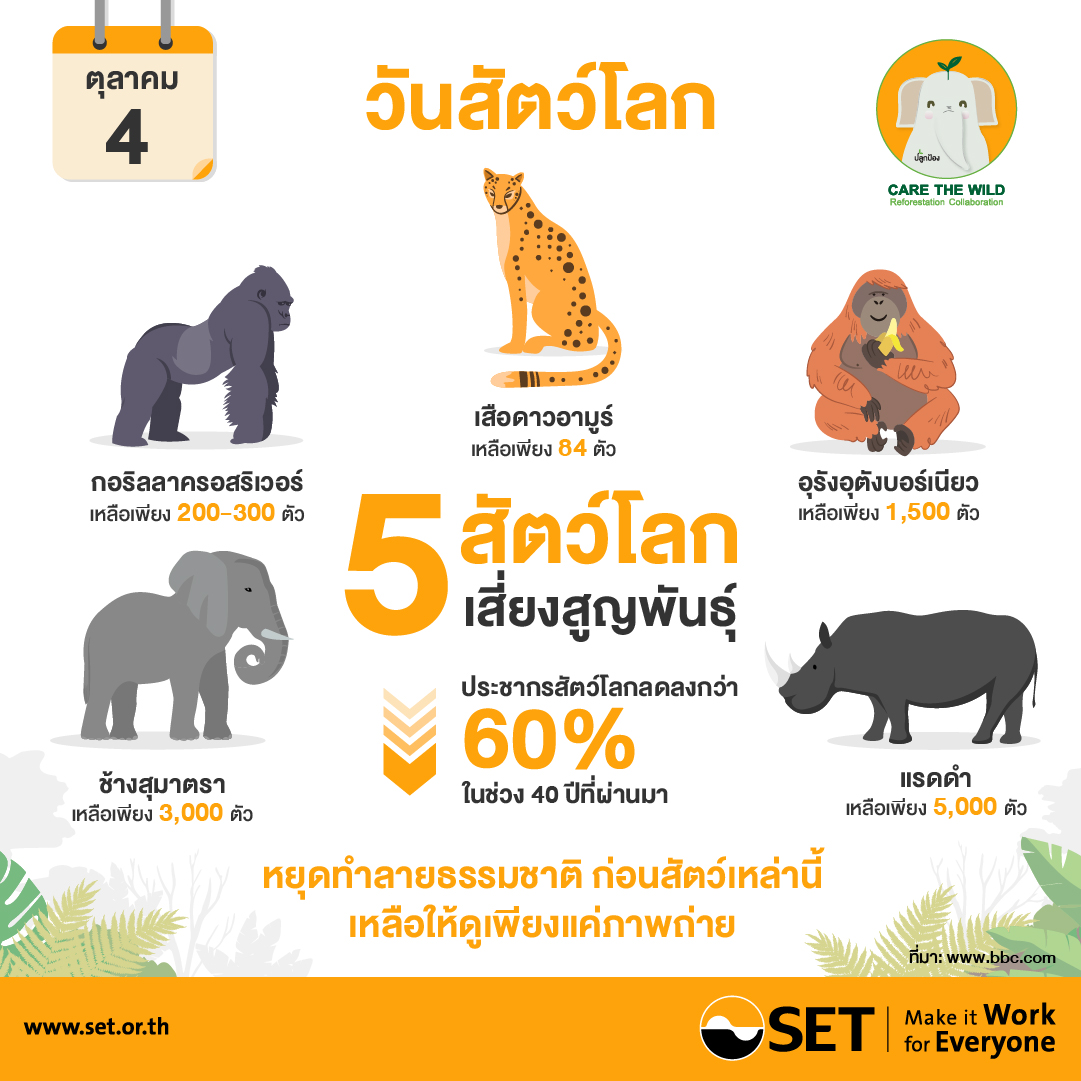 ตุลาคม
4
วันสัตว์โลก
ปลูกป้อง
CARE THE WILD
Reforestation Collaboration
เสือดาวอามูร์
เหลือเพียง 84 ตัว
กอริลลาครอสริเวอร์
เหลือเพียง 200-300 ตัว
อุรังอุตังบอร์เนียว
เหลือเพียง 1,500 ตัว
5 สัตว์โลก
เสี่ยงสูญพันธุ์
ประชากรสัตว์โลกลดลงกว่า
60%
ในช่วง 40 ปีที่ผ่านมา
ช้างสุมาตรา
เหลือเพียง 3,000 ตัว
แรดดำ
เหลือเพียง 5,000 ตัว
หยุดทำลายธรรมชาติ ก่อนสัตว์เหล่านี้
เหลือให้ดูเพียงแค่ภาพถ่าย
ที่มา: www.bbc.com
www.set.or.th
SET
Make it Work
for Everyone